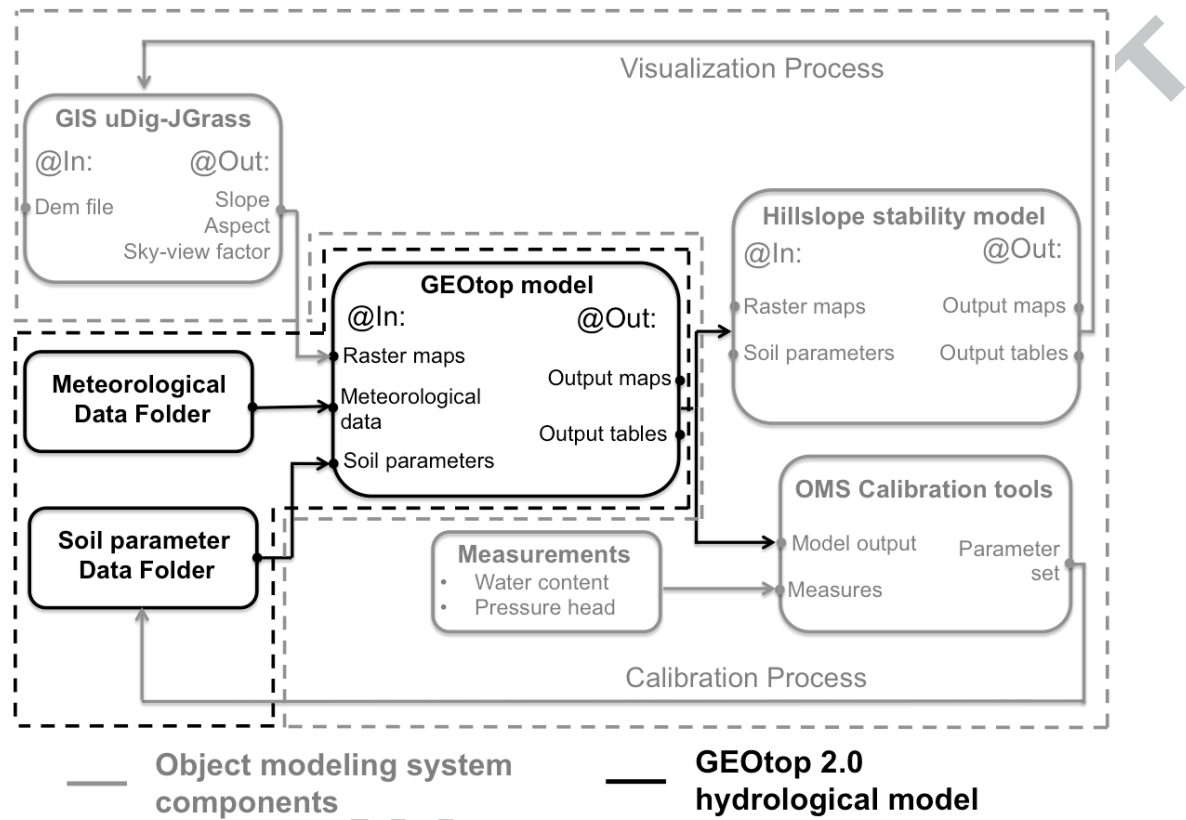 Visualization Process
GIS uDig-JGrass
@In:
@Out:
Dem file
Slope
Aspect
Sky-view factor
Hillslope stability model
@In:
@Out:
Raster maps
Output maps
Soil parameters
Output tables
GEOtop model
@In:
@Out:
Raster maps
Meteorological
data
Soil parameters
Output maps
Output tables
Meteorological
Data Folder
Soil parameter
Data Folder
Measurements
• Water content
• Pressure head
OMS Calibration tools
Model output
Measures
Parameter
set
Calibration Process
Object modeling system
components
GEOtop 2.0
hydrological model
T